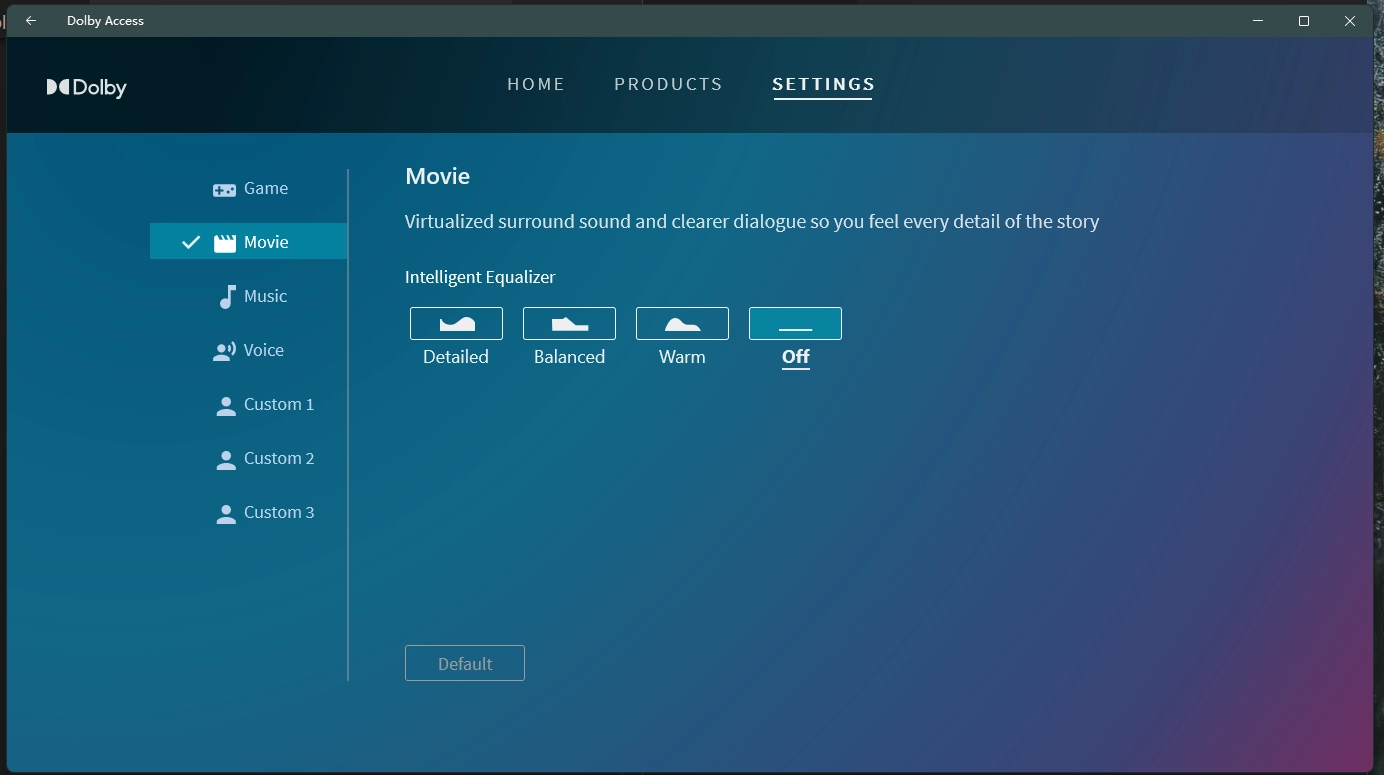 Dolby Access
Dolby
HOME PRODUCTS SETTINGS
Game
Movie
Music
Voice
Custom 1
Custom 2
Custom 3
Movie
Virtualized surround sound and clearer dialogue so you feel every detail of the story
Intelligent Equalizer
Detailed Balanced Warm Off
Default